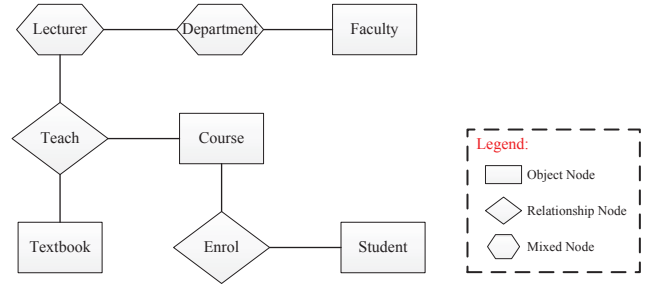 Lecturer
Department
Faculty
Teach
Course
Textbook
Enrol
Student
Legend:
Object Node
Relationship Node
Mixed Node